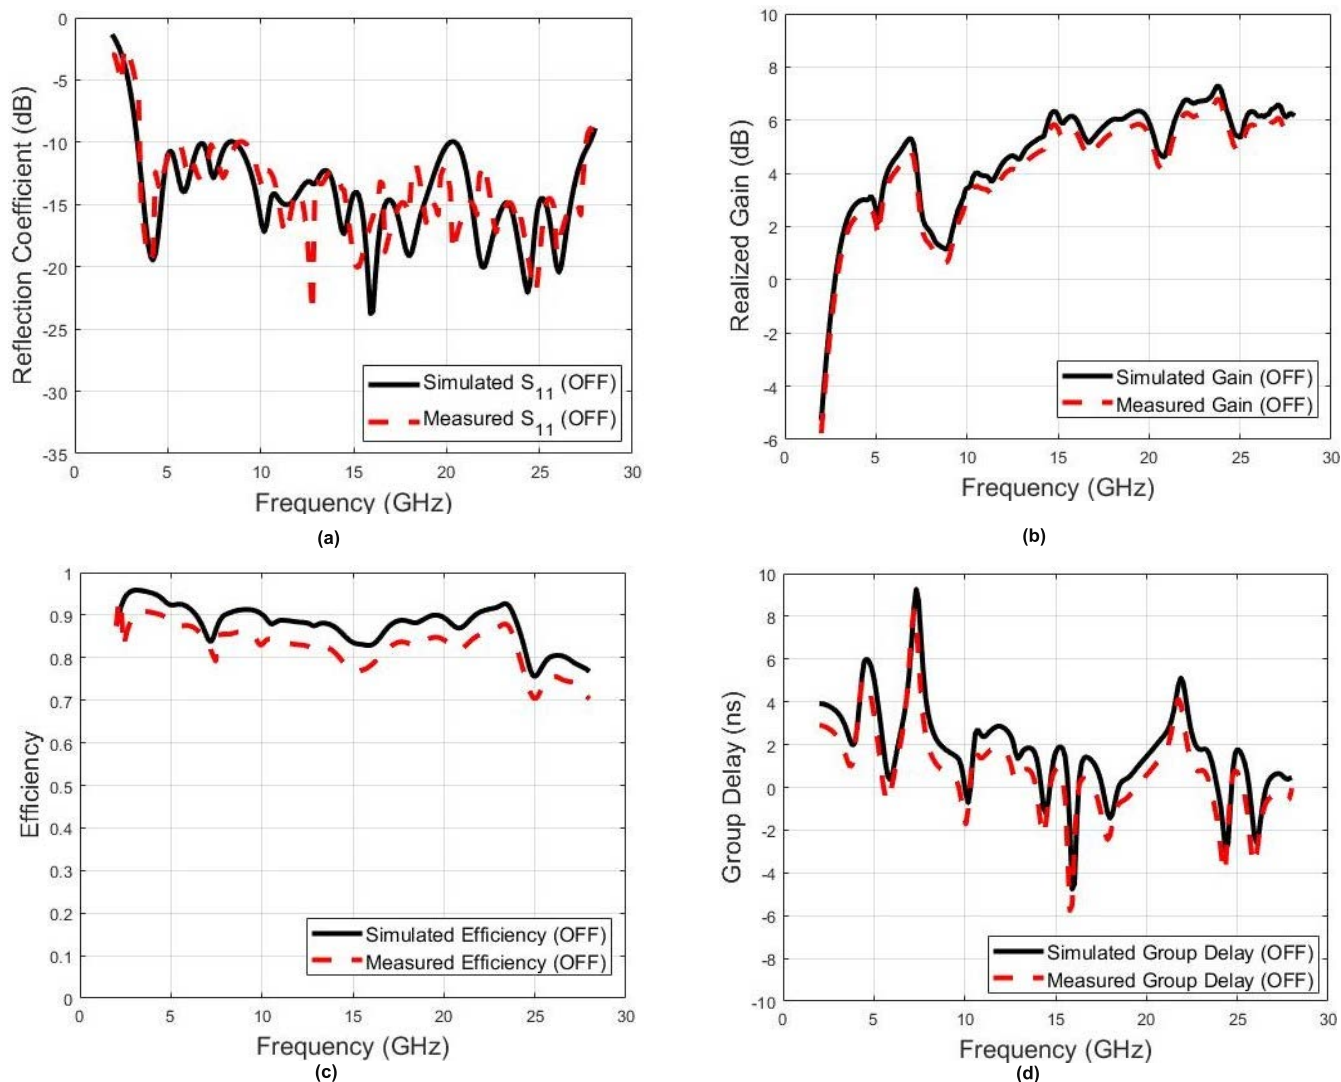 0
-5
-10
-15
-20
-25
-30
-35
Reflection Coefficient (dB)
Simulated S11 (OFF)
Measured S11 (OFF)
0 5 10 15 20 25 30
Frequency (GHz)
(a)
10
8
6
4
2
0
-2
-4
-6
Realized Gain (dB)
Simulated Gain (OFF)
Measured Gain (OFF)
0 5 10 15 20 25 30
Frequency (GHz)
(b)
1
0.9
0.8
0.7
0.6
0.5
0.4
0.3
0.2
0.1
0
Efficiency
Simulated Efficiency (OFF)
Measured Efficiency (OFF)
0 5 10 15 20 25 30
Frequency (GHz)
(c)
10
8
6
4
2
0
-2
-4
-6
-8
-10
Group Delay (ns)
Simulated Group Delay (OFF)
Measured Group Delay (OFF)
0 5 10 15 20 25 30
Frequency (GHz)
(d)